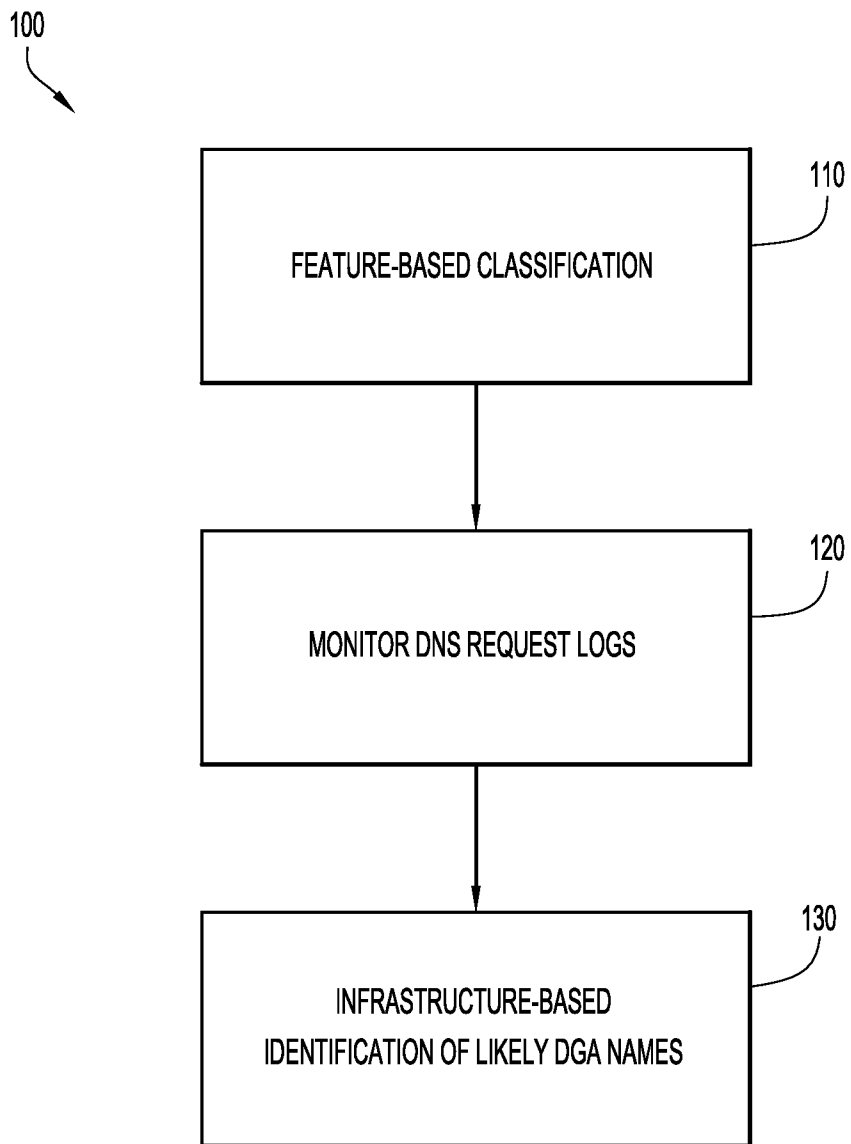 100
110
FEATURE-BASED CLASSIFICATION
120
MONITOR DNS REQUEST LOGS
130
INFRASTRUCTURE-BASED
IDENTIFICATION OF LIKELY DGA NAMES